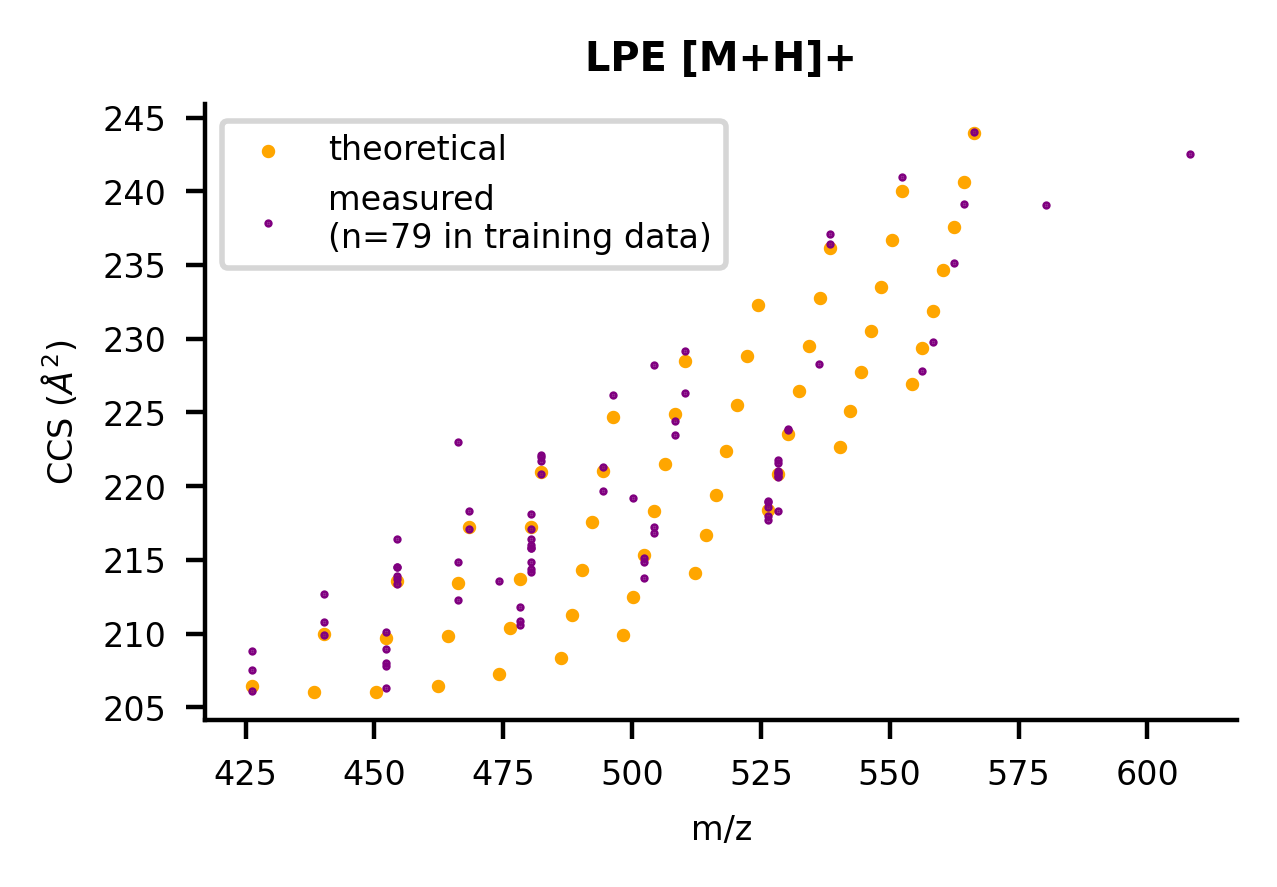 LPE [M+H]+
245
240
235
230
225
220
215
210
205
CCS (Å²)
theoretical
measured
(n=79 in training data)
425 450 475 500 525 550 575 600
m/z